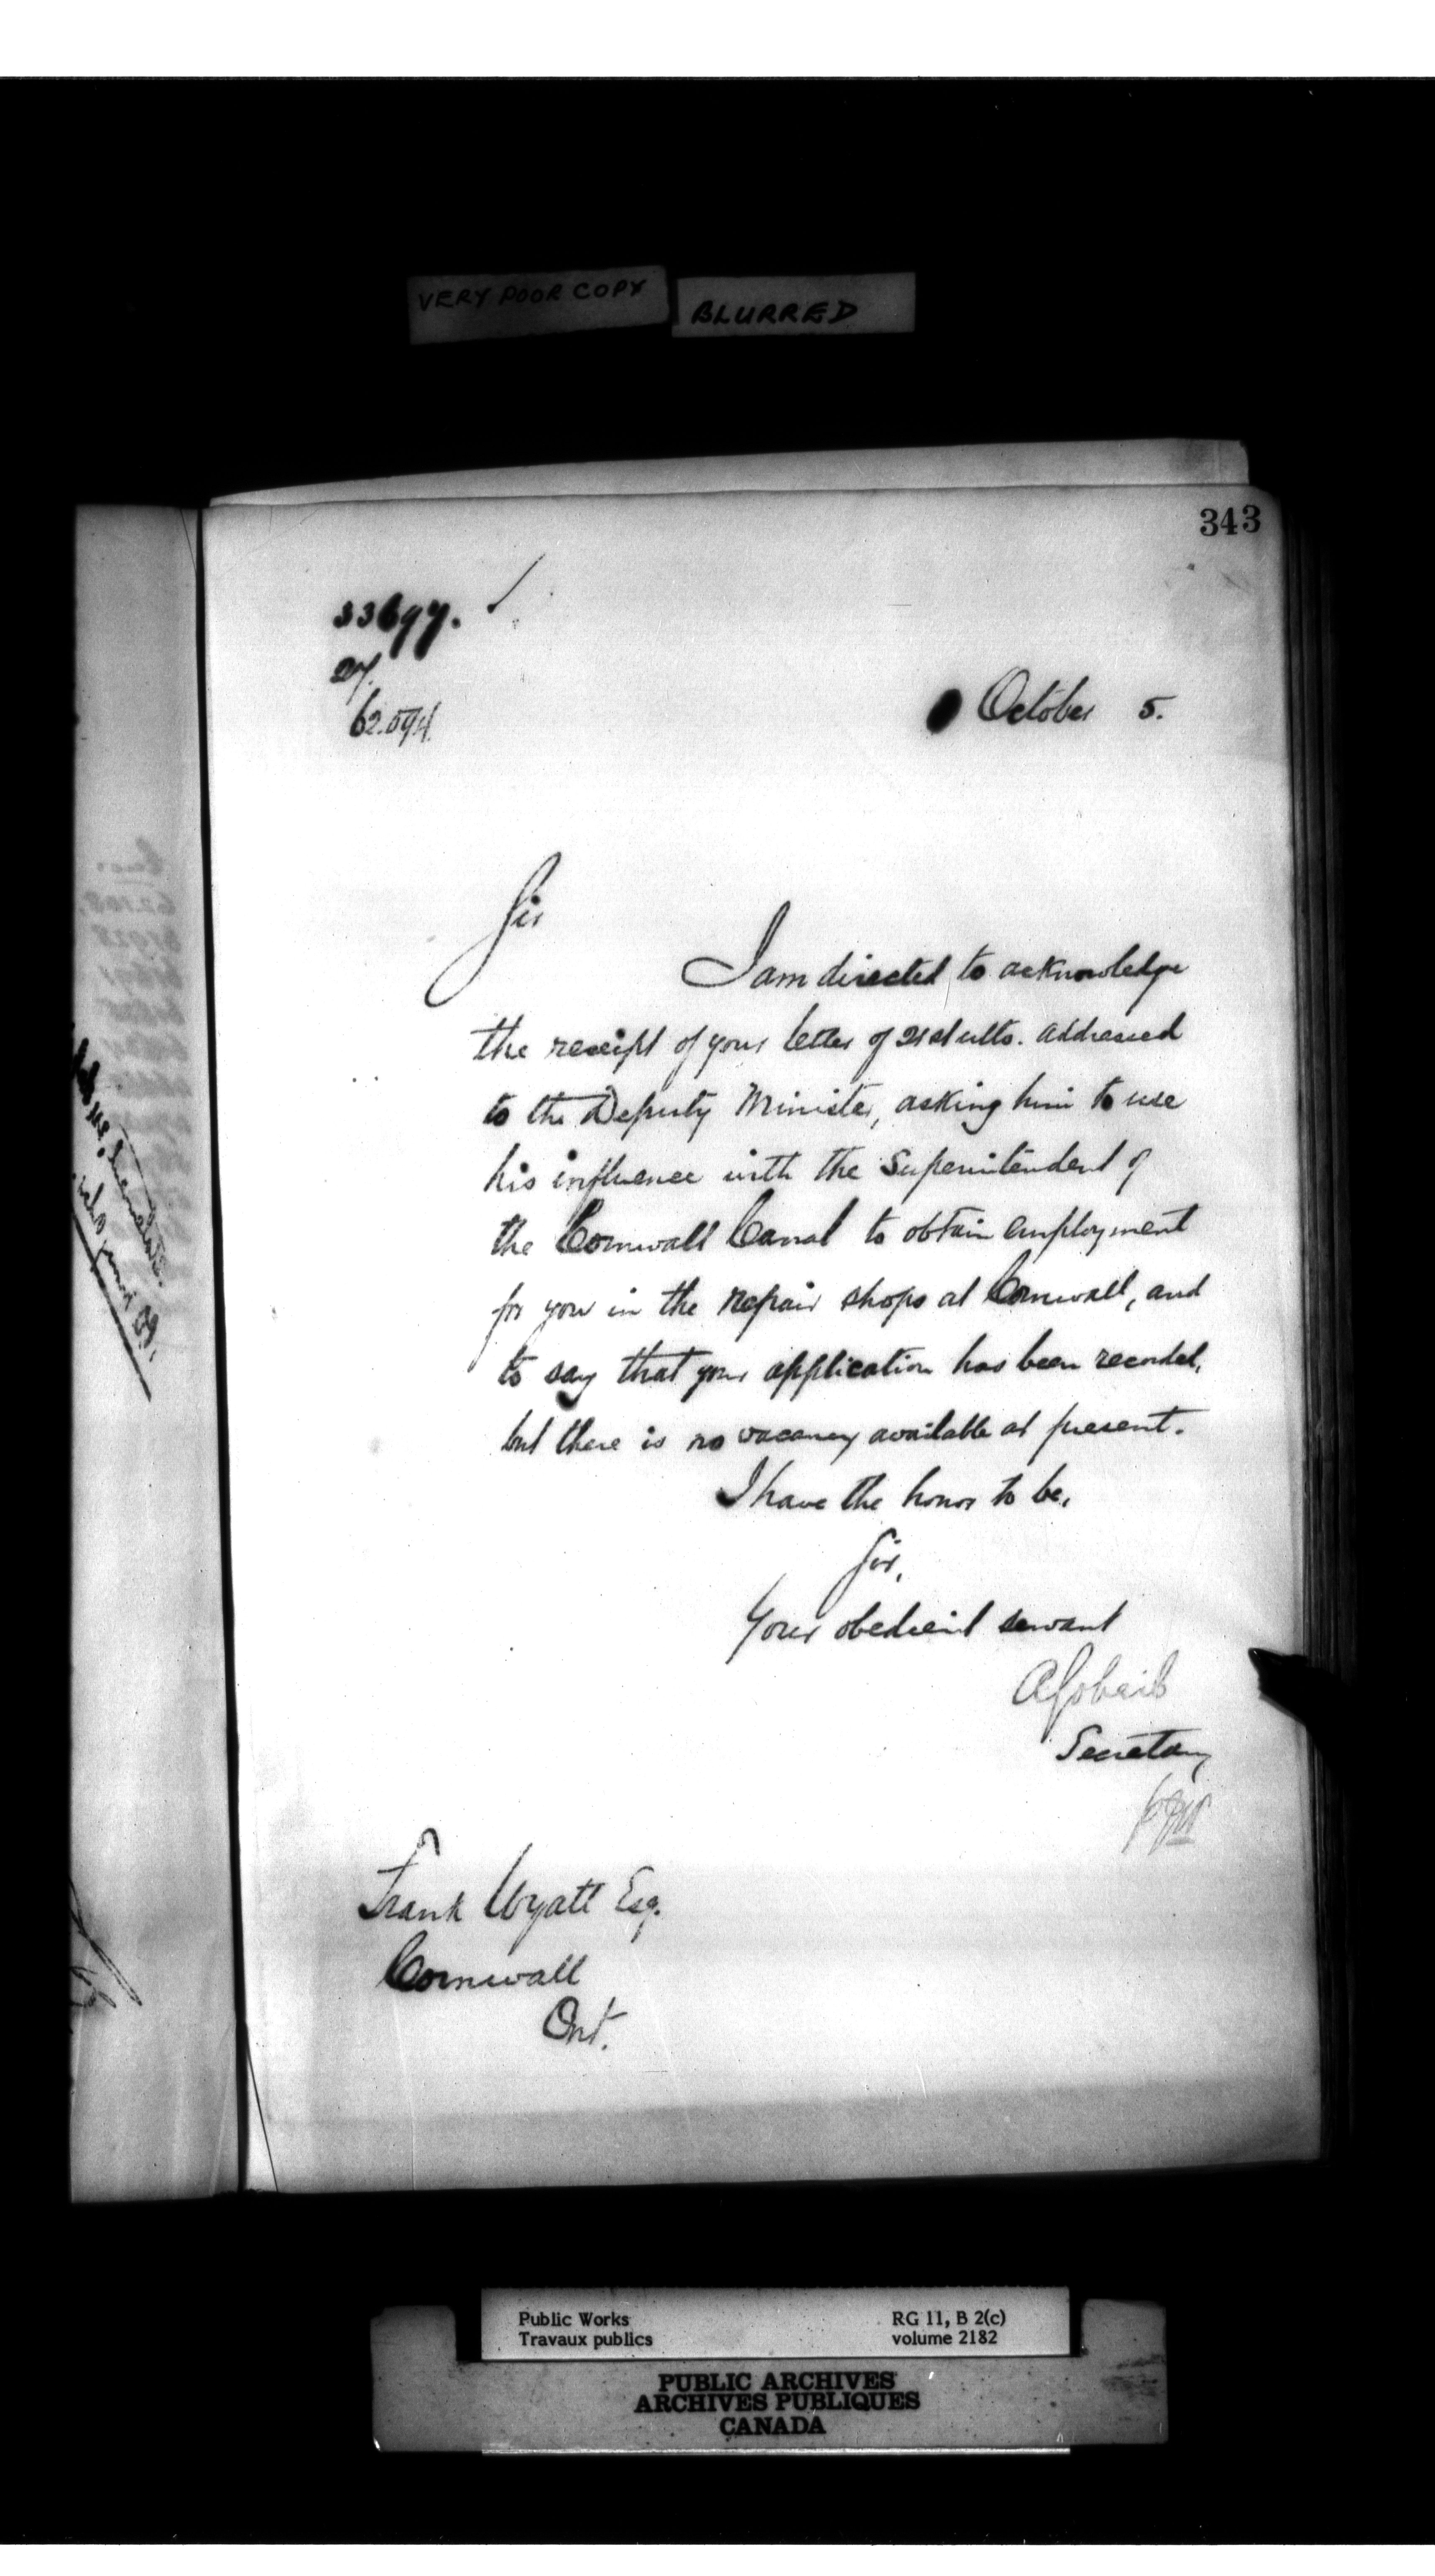 VERY POOR COPY
BLURRED
343
33697.
27.
62.594.
October 5.
Sir
I am directed to acknowledge
the receipt of your letter of 21st ulto. addressed
to the Deputy Minister, asking him to use
his influence with the Superintendent of
the Cornwall Canal to obtain employment
for you in the repair shops at Cornwall, and
to say that your application has been recorded,
but there is no vacancy available at present.
I have the honor to be,
Sir,
Your obedient servant
A Gobeil
Secretary
Frank Wyatt Esq.
Cornwall
Ont.
Public Works
Travaux publics
RG 11, B 2(c)
volume 2182
PUBLIC ARCHIVES
ARCHIVES PUBLIQUES
CANADA